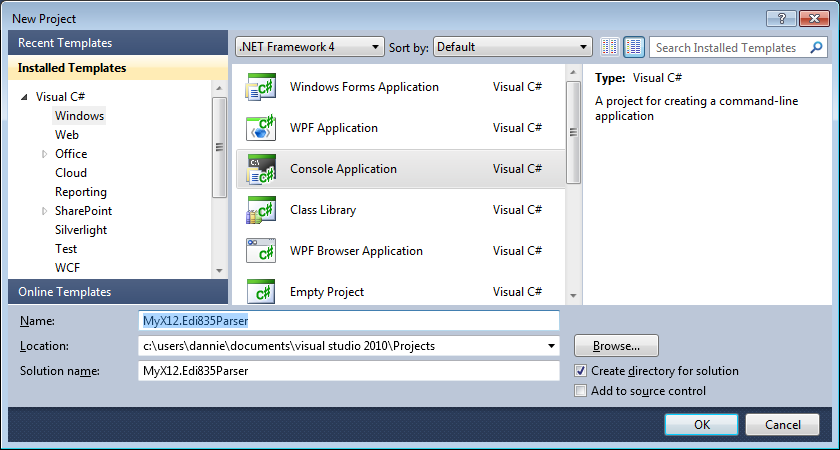 New Project
Recent Templates
Installed Templates
Visual C#
Windows
Web
Office
Cloud
Reporting
SharePoint
Silverlight
Test
WCF
Online Templates
.NET Framework 4 Sort by: Default Search Installed Templates
Windows Forms Application Visual C#
WPF Application Visual C#
Console Application Visual C#
Class Library Visual C#
WPF Browser Application Visual C#
Empty Project Visual C#
Type: Visual C#
A project for creating a command-line
application
Name: MyX12.Edi835Parser
Location: c:\users\dannie\documents\visual studio 2010\Projects Browse...
Solution name: MyX12.Edi835Parser
Create directory for solution
Add to source control
OK Cancel